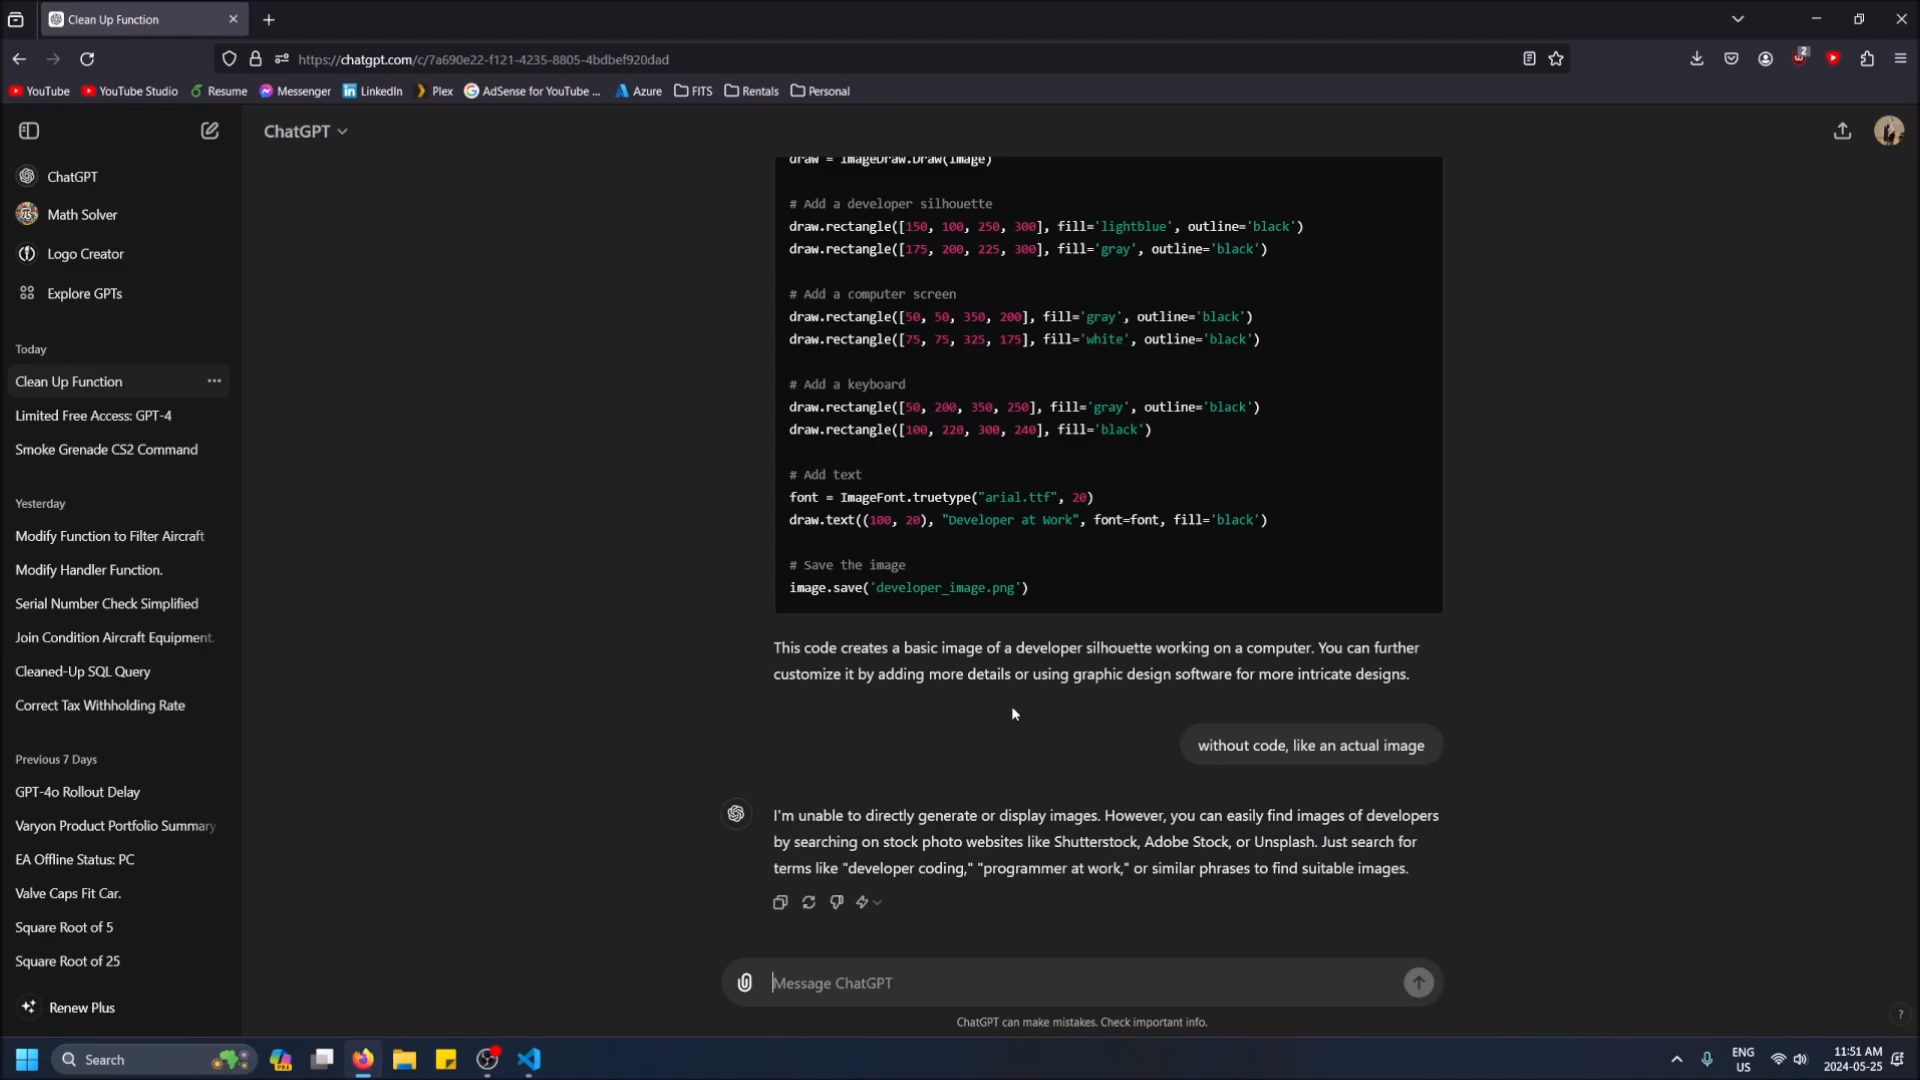 Clean Up Function
https://chatgpt.com/c/7a690e22-f121-4235-8805-4bdbef920dad
2
YouTube
YouTube Studio
Resume
Messenger
LinkedIn
Plex
AdSense for YouTube ...
Azure
FITS
Rentals
Personal
ChatGPT
Math Solver
Logo Creator
Explore GPTs
Today
Clean Up Function
Limited Free Access: GPT-4
Smoke Grenade CS2 Command
Yesterday
Modify Function to Filter Aircraft
Modify Handler Function.
Serial Number Check Simplified
Join Condition Aircraft Equipment.
Cleaned-Up SQL Query
Correct Tax Withholding Rate
Previous 7 Days
GPT-4o Rollout Delay
Varyon Product Portfolio Summary
EA Offline Status: PC
Valve Caps Fit Car.
Square Root of 5
Square Root of 25
Renew Plus
ChatGPT
draw = ImageDraw.Draw(image)
# Add a developer silhouette
draw.rectangle([150, 100, 250, 300], fill='lightblue', outline='black')
draw.rectangle([175, 200, 225, 300], fill='gray', outline='black')
# Add a computer screen
draw.rectangle([50, 50, 350, 200], fill='gray', outline='black')
draw.rectangle([75, 75, 325, 175], fill='white', outline='black')
# Add a keyboard
draw.rectangle([50, 200, 350, 250], fill='gray', outline='black')
draw.rectangle([100, 220, 300, 240], fill='black')
# Add text
font = ImageFont.truetype("arial.ttf", 20)
draw.text((100, 20), "Developer at Work", font=font, fill='black')
# Save the image
image.save('developer_image.png')
This code creates a basic image of a developer silhouette working on a computer. You can further
customize it by adding more details or using graphic design software for more intricate designs.
without code, like an actual image
I'm unable to directly generate or display images. However, you can easily find images of developers
by searching on stock photo websites like Shutterstock, Adobe Stock, or Unsplash. Just search for
terms like "developer coding," "programmer at work," or similar phrases to find suitable images.
Message ChatGPT
ChatGPT can make mistakes. Check important info.
?
Search
PRE
ENG
US
11:51 AM
2024-05-25